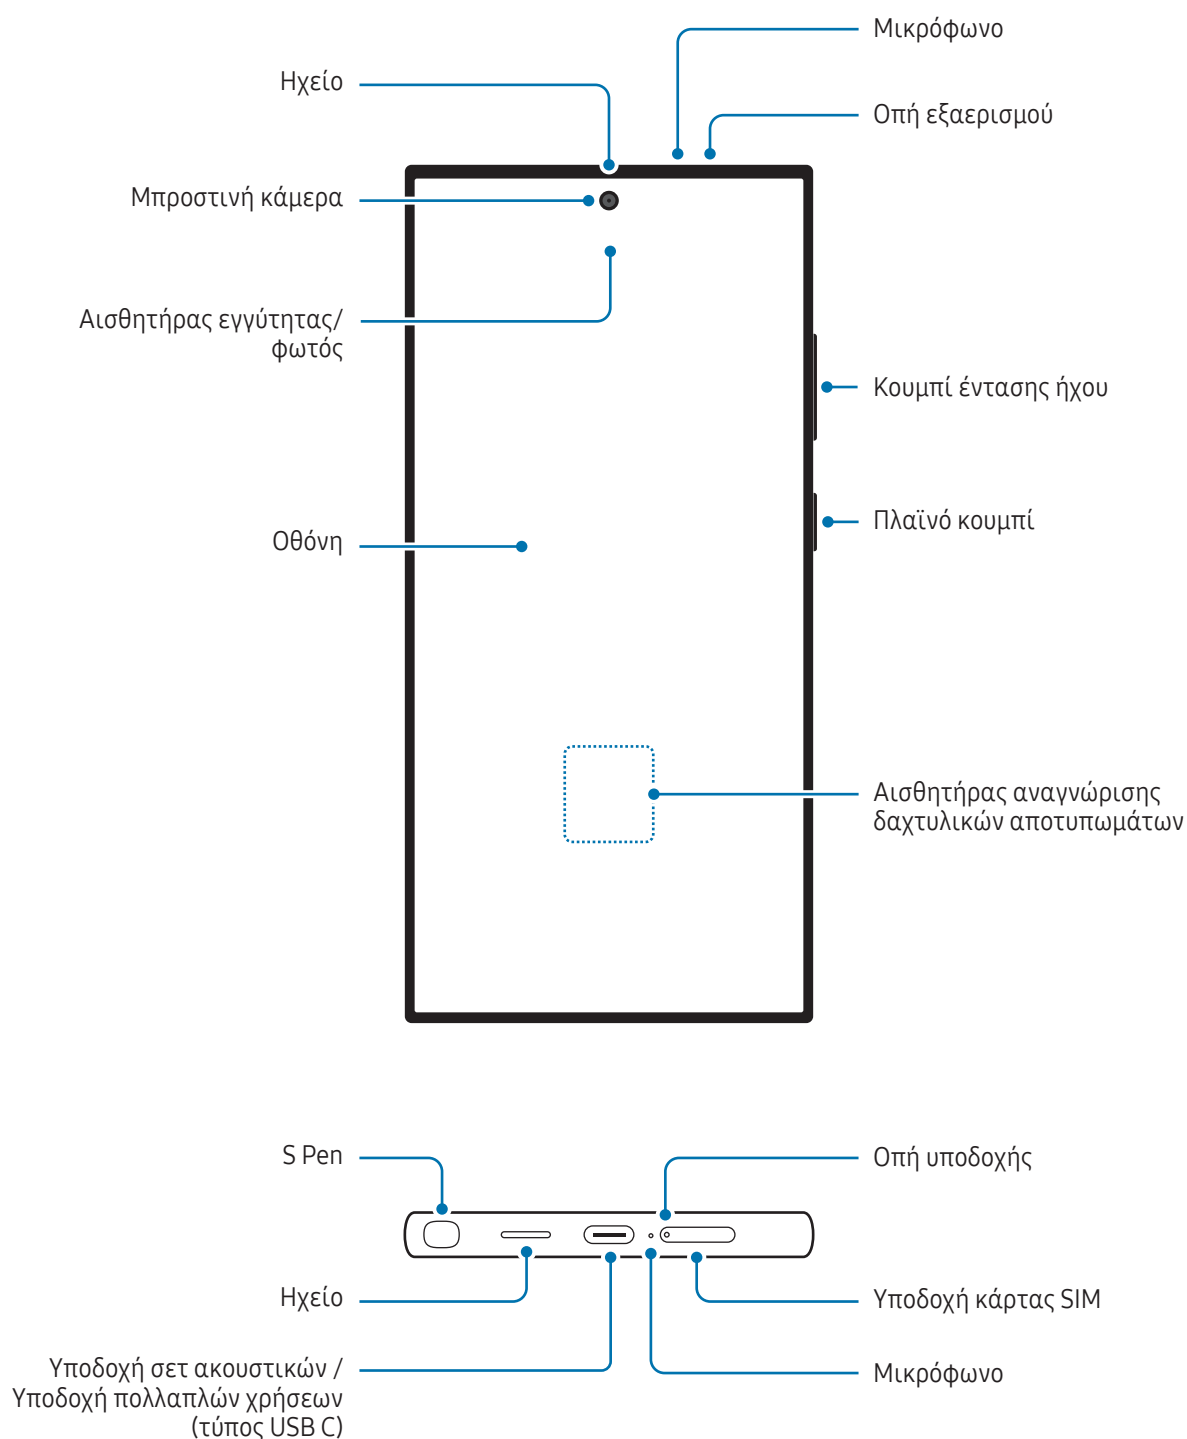 Μικρόφωνο
Ηχείο
Οπή εξαερισμού
Μπροστινή κάμερα
Αισθητήρας εγγύτητας/
φωτός
Κουμπί έντασης ήχου
Πλαϊνό κουμπί
Οθόνη
Αισθητήρας αναγνώρισης
δαχτυλικών αποτυπωμάτων
S Pen
Οπή υποδοχής
Ηχείο
Υποδοχή κάρτας SIM
Υποδοχή σετ ακουστικών /
Υποδοχή πολλαπλών χρήσεων
(τύπος USB C)
Μικρόφωνο